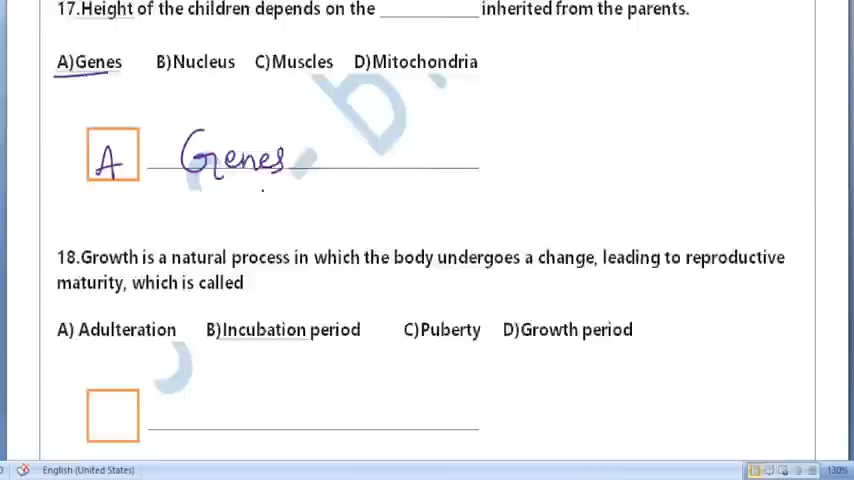 17.Height of the children depends on the __________ inherited from the parents.
A)Genes B)Nucleus C)Muscles D)Mitochondria
A Genes
18.Growth is a natural process in which the body undergoes a change, leading to reproductive
maturity, which is called
A) Adulteration B)Incubation period C)Puberty D)Growth period
English (United States) 130%